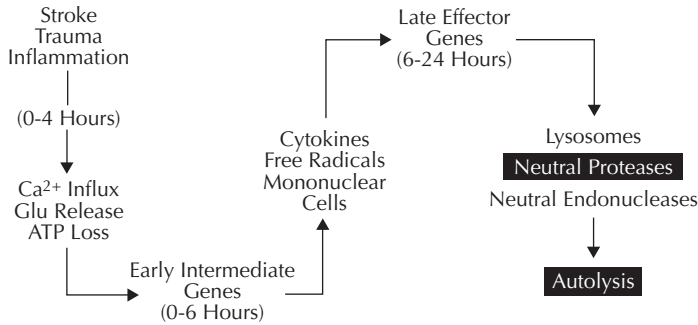 Stroke
Trauma
Inflammation
(0-4 Hours)
Ca²⁺ Influx
Glu Release
ATP Loss
Early Intermediate
Genes
(0-6 Hours)
Cytokines
Free Radicals
Mononuclear
Cells
Late Effector
Genes
(6-24 Hours)
Lysosomes
Neutral Proteases
Neutral Endonucleases
Autolysis